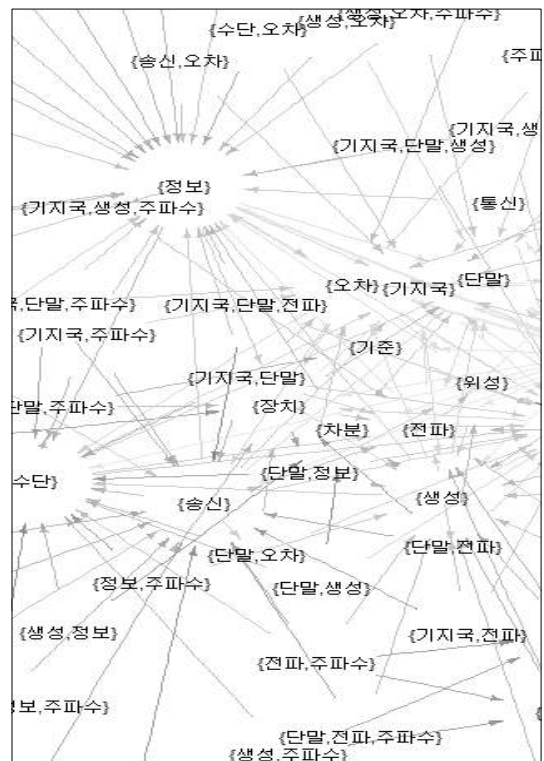 {생성,오차,주파수}
{생성,오차}
{수단,오차}
{주파
{송신,오차}
{기지국,생
{기지국,단말,생성}
{정보}
{통신}
{기지국,생성,주파수}
{단말}
{오차}
{기지국}
국,단말,주파수}
{기지국,단말,전파}
{기지국,주파수}
{기준}
{기지국,단말}
{위성}
단말,주파수}
{장치}
{차분}
{전파}
{단말,정보}
수단}
{송신}
{생성}
{단말,전파}
{단말,오차}
{정보,주파수}
{단말,생성}
{생성,정보}
{기지국,전파}
{전파,주파수}
정보,주파수}
{단말,전파,주파수}
{생성,주파수}